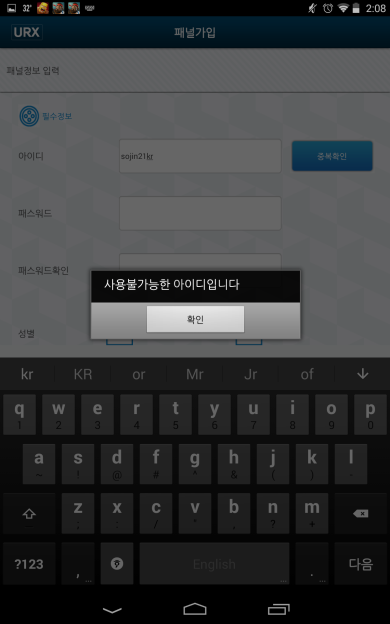 32°
2:08
URX
패널가입
패널정보 입력
필수정보
아이디
sojin21kr
중복확인
패스워드
패스워드확인
사용불가능한 아이디입니다
확인
성별
kr KR or Mr Jr of
q w e r t y u i o p
1 2 3 4 5 6 7 8 9 0
a s d f g h j k l
~ ! @ # * & ( )
z x c v b n m
: / , ? +
?123 , English . 다음